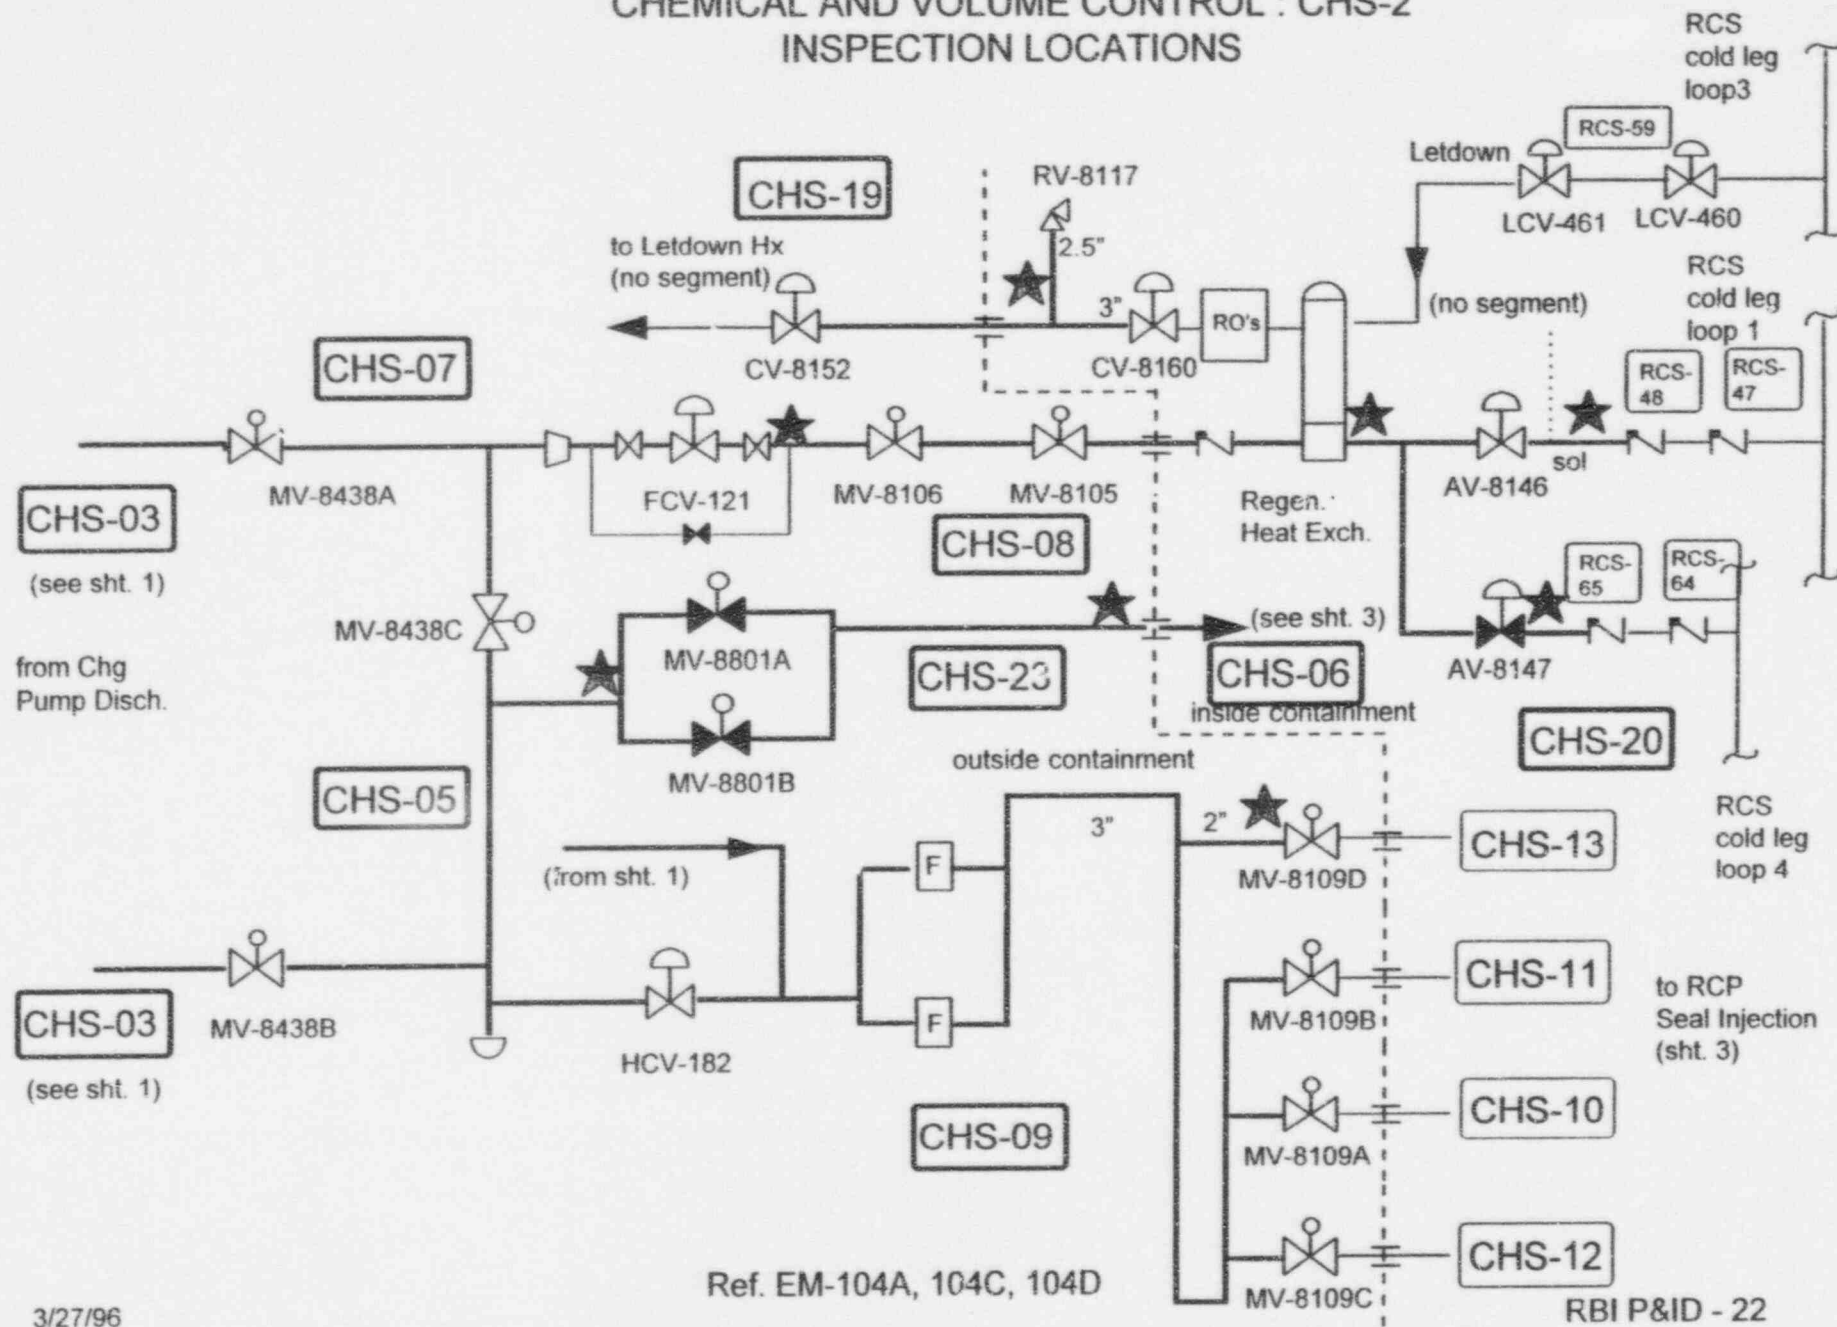 CHEMICAL AND VOLUME CONTROL : CHS-2
INSPECTION LOCATIONS
RCS
cold leg
loop3
RCS-59
Letdown
LCV-461
LCV-460
CHS-19
RV-8117
2.5"
to Letdown Hx
(no segment)
3"
RO's
CV-8152
CV-8160
(no segment)
RCS
cold leg
loop 1
CHS-07
RCS-
48
RCS-
47
MV-8438A
FCV-121
MV-8106
MV-8105
AV-8146
sol
CHS-03
(see sht. 1)
CHS-08
Regen.
Heat Exch.
RCS-
65
RCS-
64
MV-8438C
MV-8801A
(see sht. 3)
AV-8147
from Chg
Pump Disch.
CHS-23
CHS-06
inside containment
CHS-20
MV-8801B
outside containment
CHS-05
3"
2"
RCS
cold leg
loop 4
(from sht. 1)
F
MV-8109D
CHS-13
CHS-03
(see sht. 1)
MV-8438B
HCV-182
F
MV-8109B
CHS-11
to RCP
Seal Injection
(sht. 3)
CHS-09
MV-8109A
CHS-10
MV-8109C
CHS-12
Ref. EM-104A, 104C, 104D
3/27/96
RBI P&ID - 22